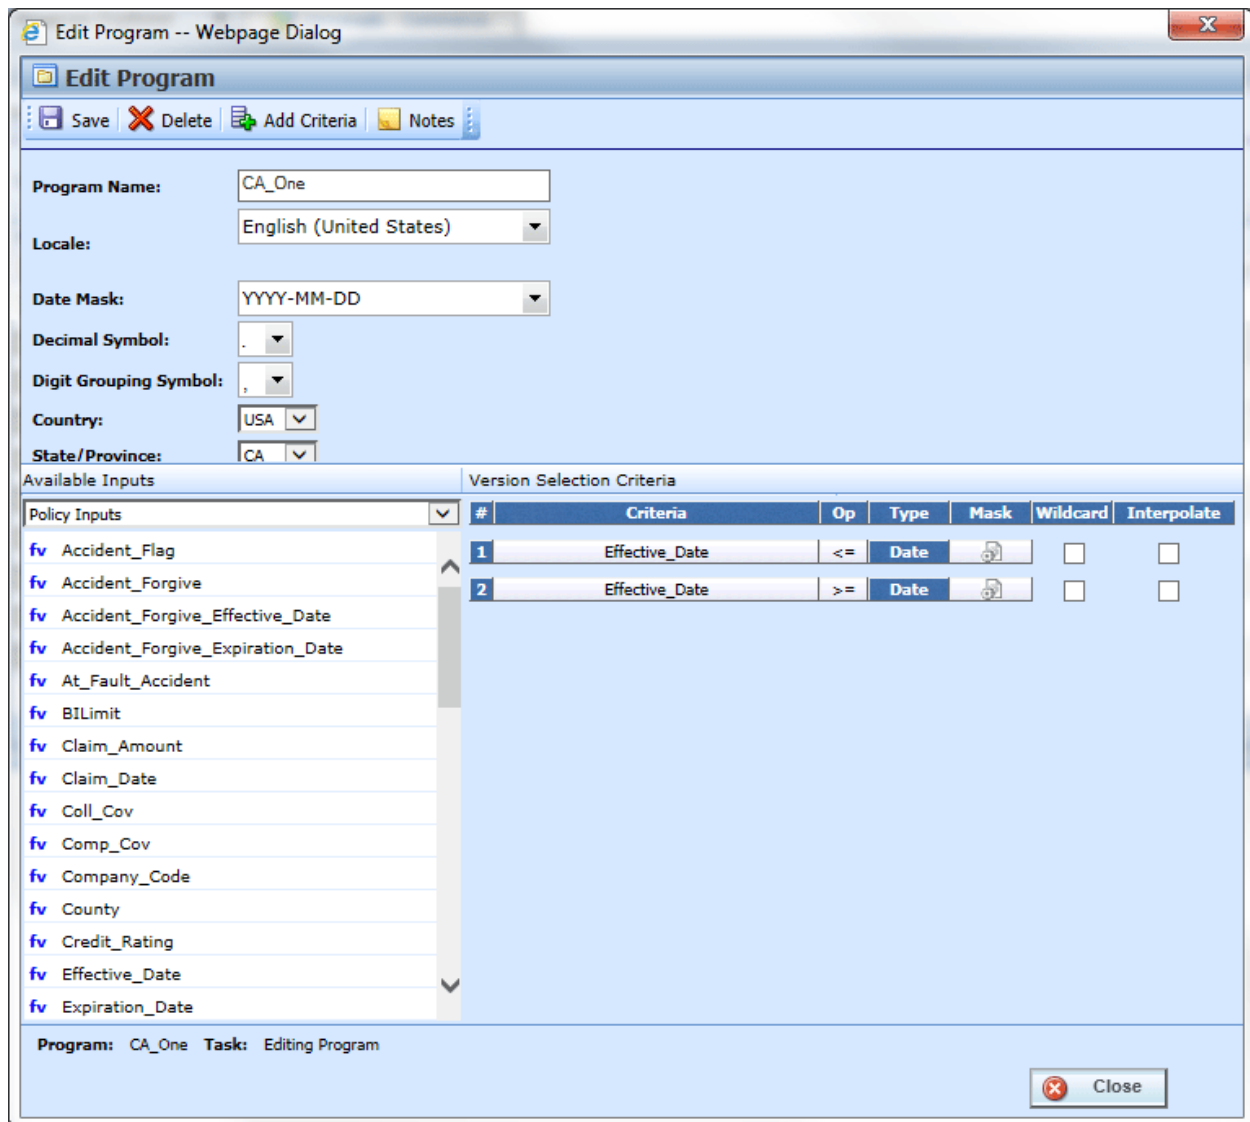 Edit Program -- Webpage Dialog
Edit Program
Save Delete Add Criteria Notes
Program Name: CA_One
Locale: English (United States)
Date Mask: YYYY-MM-DD
Decimal Symbol: .
Digit Grouping Symbol: ,
Country: USA
State/Province: CA
Available Inputs Version Selection Criteria
Policy Inputs # Criteria Op Type Mask Wildcard Interpolate
fv Accident_Flag 1 Effective_Date <= Date
fv Accident_Forgive 2 Effective_Date >= Date
fv Accident_Forgive_Effective_Date
fv Accident_Forgive_Expiration_Date
fv At_Fault_Accident
fv BILimit
fv Claim_Amount
fv Claim_Date
fv Coll_Cov
fv Comp_Cov
fv Company_Code
fv County
fv Credit_Rating
fv Effective_Date
fv Expiration_Date
Program: CA_One Task: Editing Program
Close